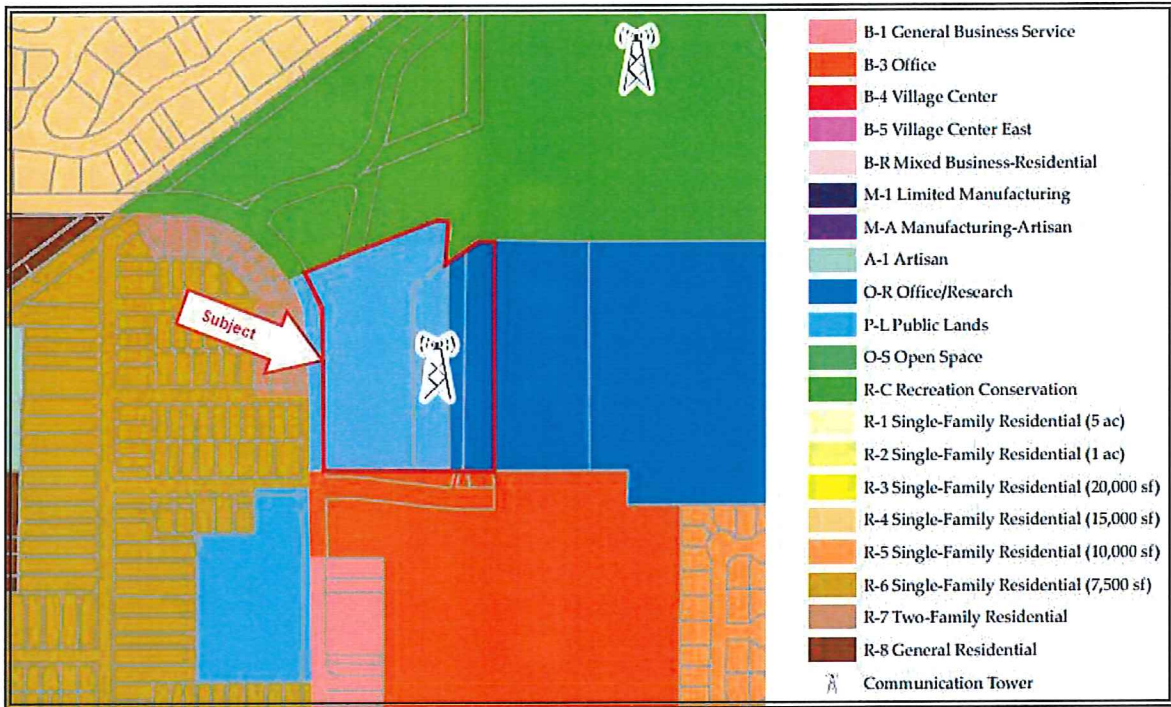 Subject
B-1 General Business Service
B-3 Office
B-4 Village Center
B-5 Village Center East
B-R Mixed Business-Residential
M-1 Limited Manufacturing
M-A Manufacturing-Artisan
A-1 Artisan
O-R Office/Research
P-L Public Lands
O-S Open Space
R-C Recreation Conservation
R-1 Single-Family Residential (5 ac)
R-2 Single-Family Residential (1 ac)
R-3 Single-Family Residential (20,000 sf)
R-4 Single-Family Residential (15,000 sf)
R-5 Single-Family Residential (10,000 sf)
R-6 Single-Family Residential (7,500 sf)
R-7 Two-Family Residential
R-8 General Residential
Communication Tower